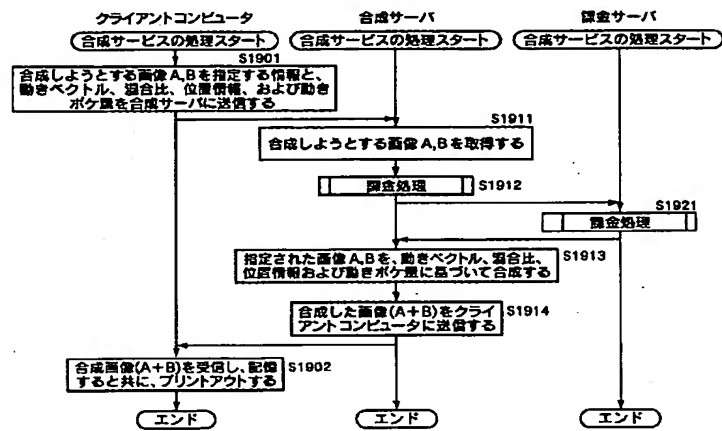 クライアントコンピュータ
合成サーバ
課金サーバ
合成サービスの処理スタート
合成サービスの処理スタート
合成サービスの処理スタート
S1901
合成しようとする画像A,Bを指定する情報と、
動きベクトル、混合比、位置情報、および動き
ボケ量を合成サーバに送信する
S1911
合成しようとする画像A,Bを取得する
課金処理
S1912
S1921
課金処理
指定された画像A,Bを、動きベクトル、混合比、
位置情報および動きボケ量に基づいて合成する
S1913
合成した画像(A+B)をクライ
アントコンピュータに送信する
S1914
合成画像(A+B)を受信し、記憶
すると共に、プリントアウトする
S1902
エンド
エンド
エンド